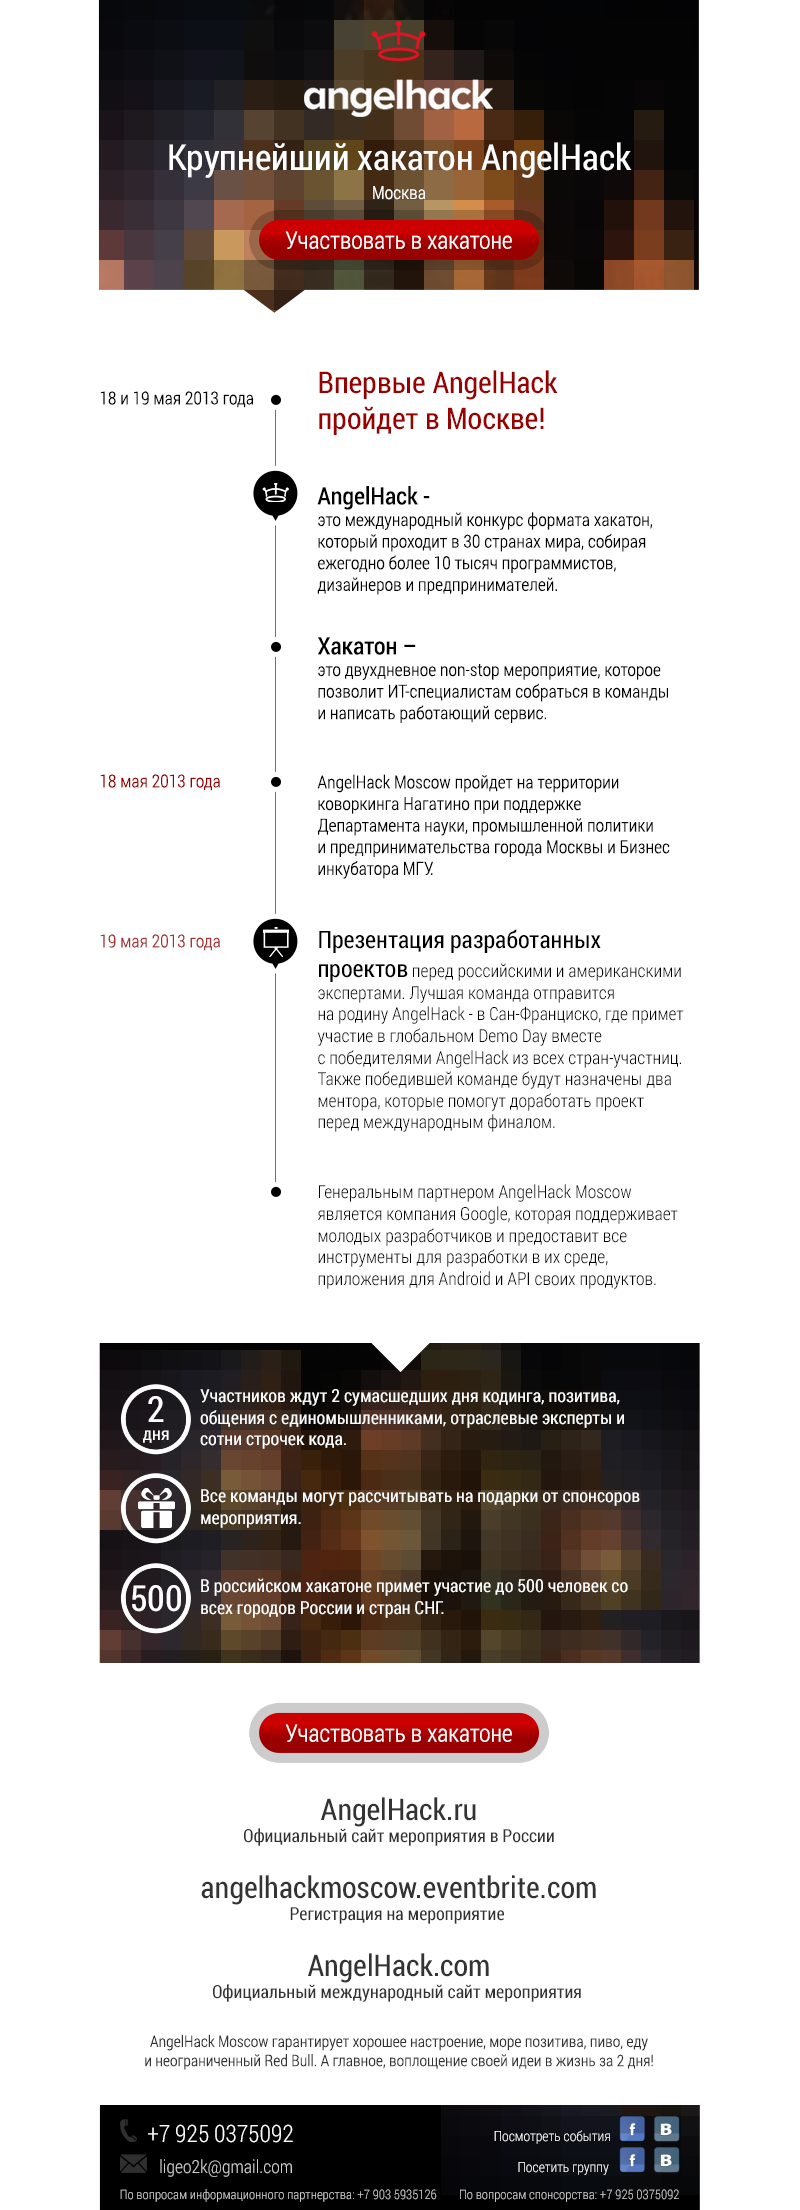 angelhack
Крупнейший хакатон AngelHack
Москва
Участвовать в хакатоне
18 и 19 мая 2013 года
Впервые AngelHack
пройдет в Москве!
AngelHack -
это международный конкурс формата хакатон,
который проходит в 30 странах мира, собирая
ежегодно более 10 тысяч программистов,
дизайнеров и предпринимателей.
Хакатон –
это двухдневное non-stop мероприятие, которое
позволит ИТ-специалистам собраться в команды
и написать работающий сервис.
18 мая 2013 года
AngelHack Moscow пройдет на территории
коворкинга Нагатино при поддержке
Департамента науки, промышленной политики
и предпринимательства города Москвы и Бизнес
инкубатора МГУ.
19 мая 2013 года
Презентация разработанных
проектов перед российскими и американскими
экспертами. Лучшая команда отправится
на родину AngelHack - в Сан-Франциско, где примет
участие в глобальном Demo Day вместе
с победителями AngelHack из всех стран-участниц.
Также победившей команде будут назначены два
ментора, которые помогут доработать проект
перед международным финалом.
Генеральным партнером AngelHack Moscow
является компания Google, которая поддерживает
молодых разработчиков и предоставит все
инструменты для разработки в их среде,
приложения для Android и API своих продуктов.
2
дня
Участников ждут 2 сумасшедших дня кодинга, позитива,
общения с единомышленниками, отраслевые эксперты и
сотни строчек кода.
Все команды могут рассчитывать на подарки от спонсоров
мероприятия.
500
В российском хакатоне примет участие до 500 человек со
всех городов России и стран СНГ.
Участвовать в хакатоне
AngelHack.ru
Официальный сайт мероприятия в России
angelhackmoscow.eventbrite.com
Регистрация на мероприятие
AngelHack.com
Официальный международный сайт мероприятия
AngelHack Moscow гарантирует хорошее настроение, море позитива, пиво, еду
и неограниченный Red Bull. А главное, воплощение своей идеи в жизнь за 2 дня!
+7 925 0375092
Посмотреть события f B
ligeo2k@gmail.com
Посетить группу f B
По вопросам информационного партнерства: +7 903 5935126
По вопросам спонсорства: +7 925 0375092